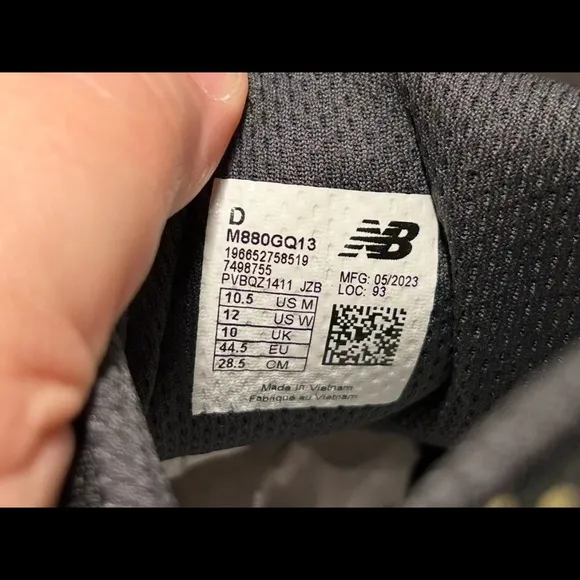 D
M880GQ13
196652758519
7498755
PVBQZ1411 JZB
10.5 US M
12 US W
10 UK
44.5 EU
28.5 CM
NB
MFG: 05/2023
LOC: 93
Made in Vietnam
Fabriqué au Vietnam